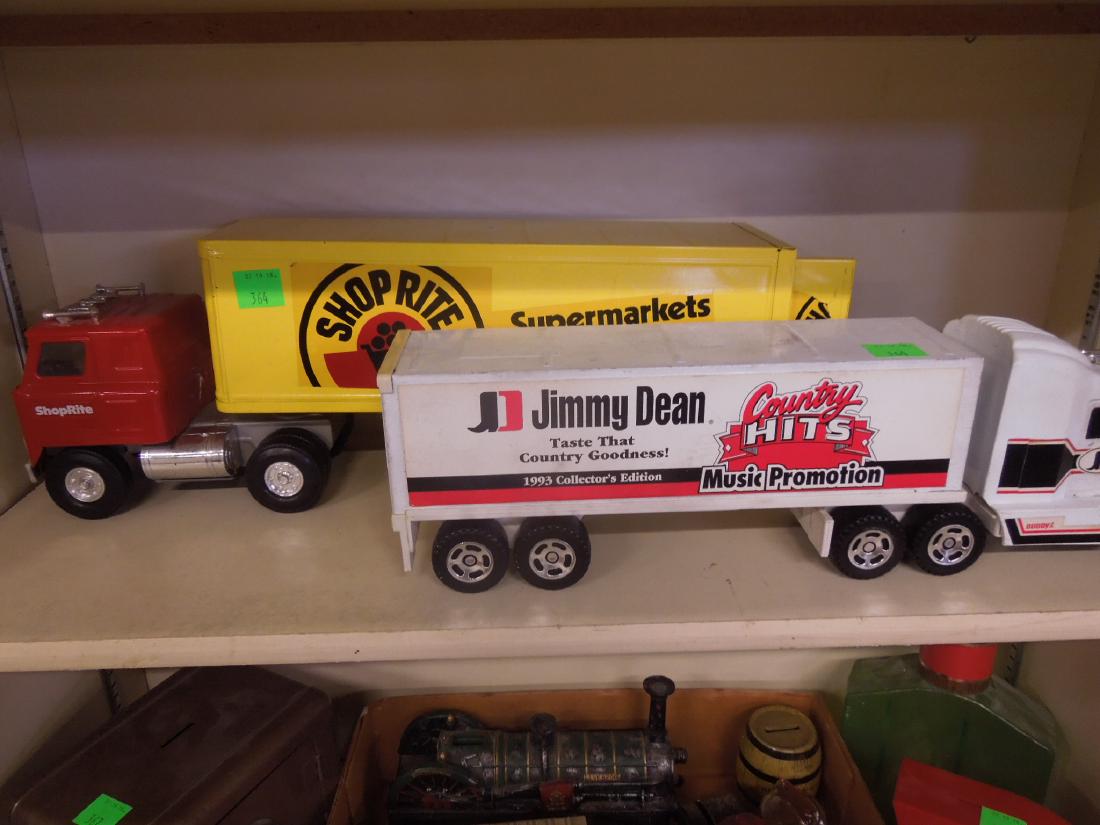 364
SHOP RITE
Supermarkets
ShopRite
Jimmy Dean
Taste That
Country Goodness!
1993 Collector's Edition
Country
HITS
Music Promotion